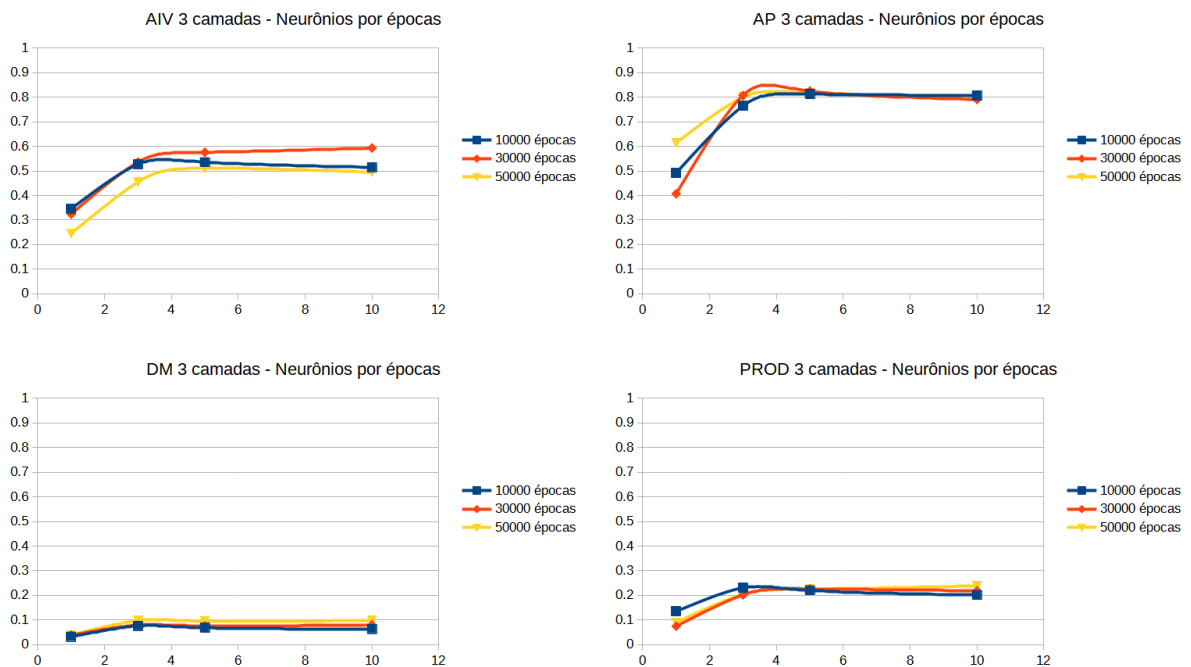 AIV 3 camadas - Neurônios por épocas
1
0.9
0.8
0.7
0.6
0.5
0.4
0.3
0.2
0.1
0
0 2 4 6 8 10 12
10000 épocas
30000 épocas
50000 épocas
AP 3 camadas - Neurônios por épocas
1
0.9
0.8
0.7
0.6
0.5
0.4
0.3
0.2
0.1
0
0 2 4 6 8 10 12
10000 épocas
30000 épocas
50000 épocas
DM 3 camadas - Neurônios por épocas
1
0.9
0.8
0.7
0.6
0.5
0.4
0.3
0.2
0.1
0
0 2 4 6 8 10 12
10000 épocas
30000 épocas
50000 épocas
PROD 3 camadas - Neurônios por épocas
1
0.9
0.8
0.7
0.6
0.5
0.4
0.3
0.2
0.1
0
0 2 4 6 8 10 12
10000 épocas
30000 épocas
50000 épocas